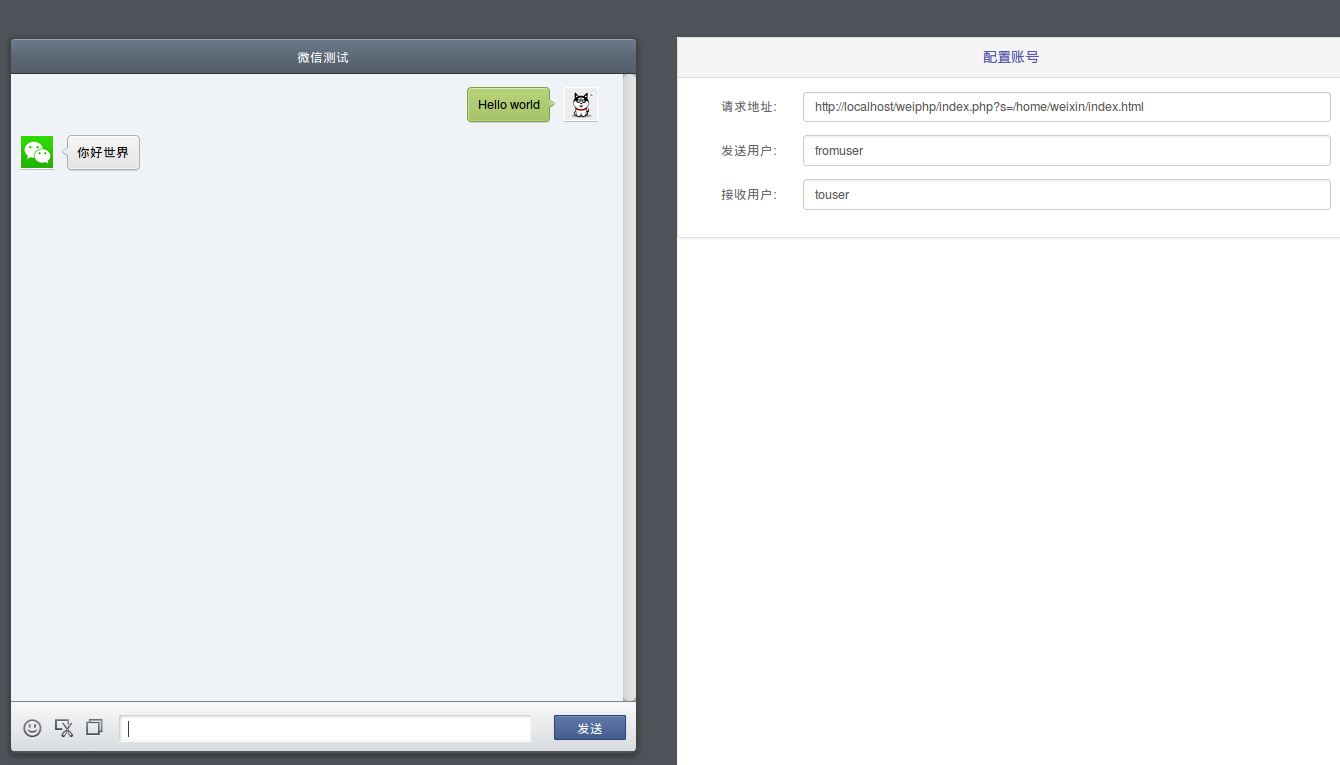 微信测试
Hello world
你好世界
发送
配置账号
请求地址: http://localhost/weiphp/index.php?s=/home/weixin/index.html
发送用户: fromuser
接收用户: touser